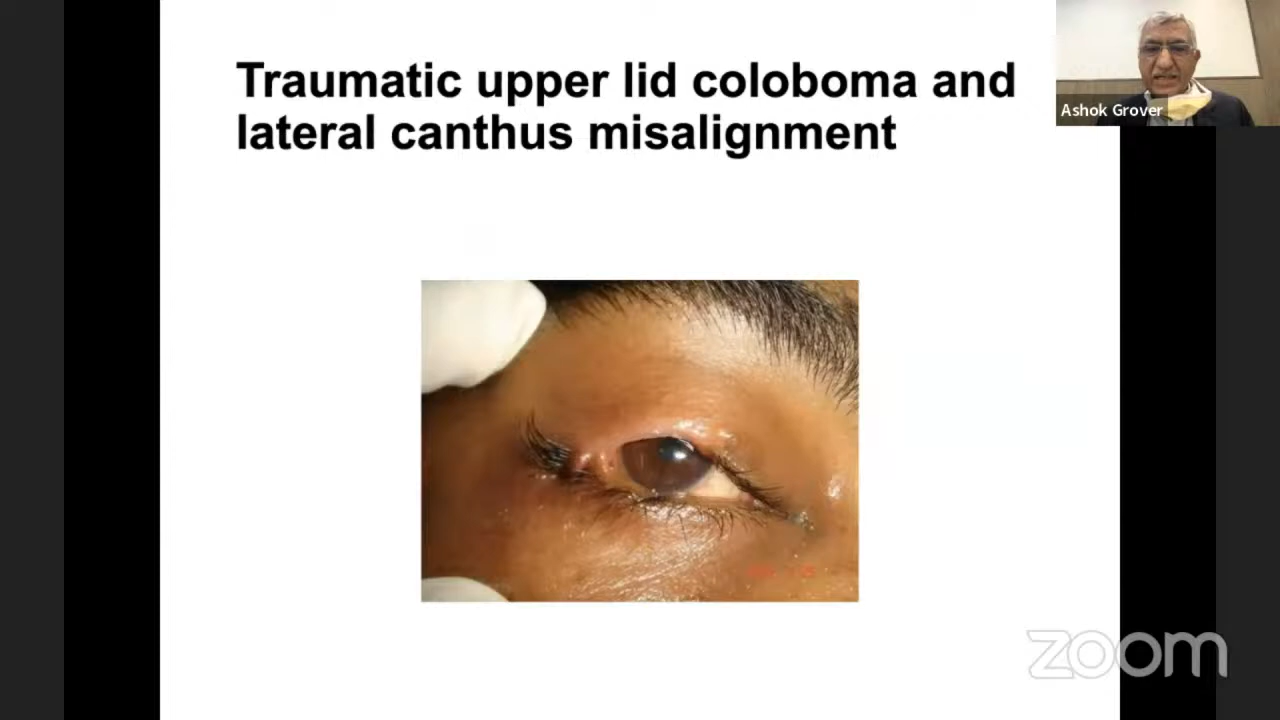 Traumatic upper lid coloboma and
lateral canthus misalignment
Ashok Grover
zoom